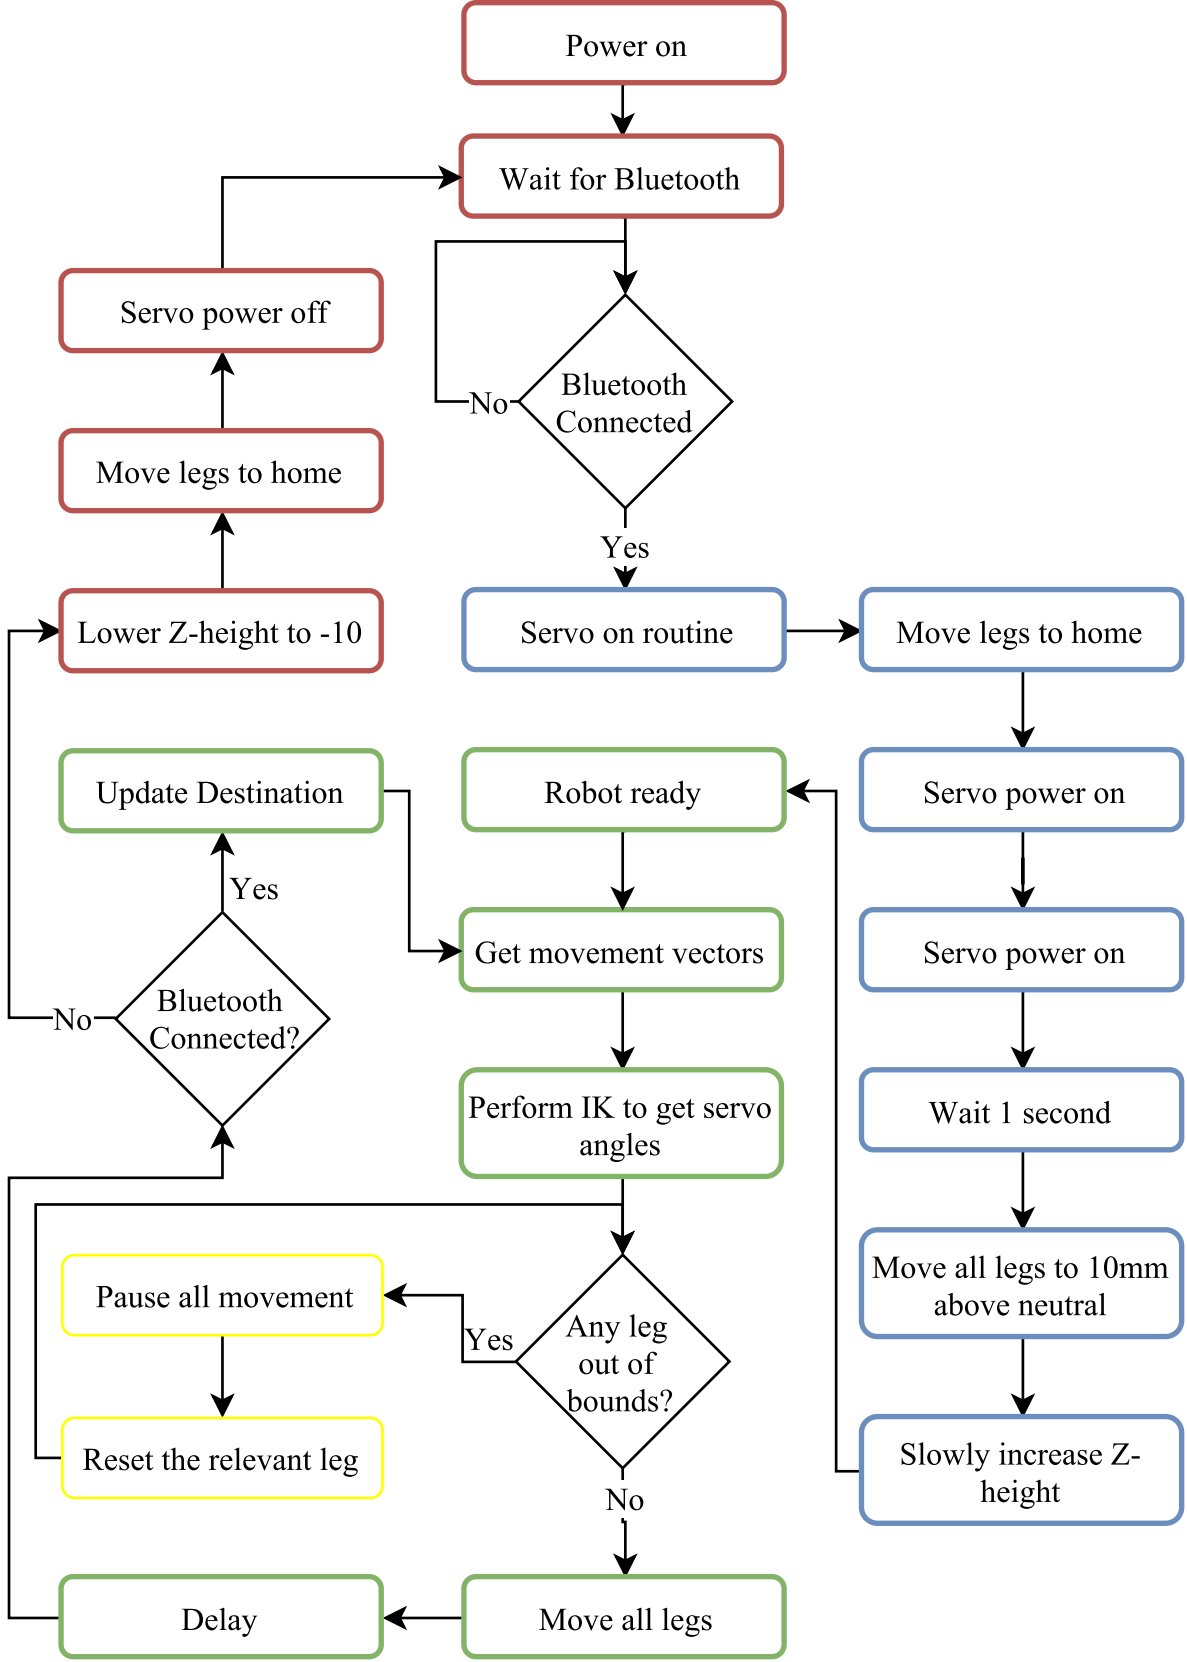 Power on
Wait for Bluetooth
Servo power off
Bluetooth
Connected
No
Move legs to home
Yes
Lower Z-height to -10
Servo on routine
Move legs to home
Update Destination
Robot ready
Servo power on
Yes
Get movement vectors
Servo power on
Bluetooth
Connected?
No
Perform IK to get servo
angles
Wait 1 second
Pause all movement
Yes
Any leg
out of
bounds?
Move all legs to 10mm
above neutral
Reset the relevant leg
No
Slowly increase Z-
height
Delay
Move all legs